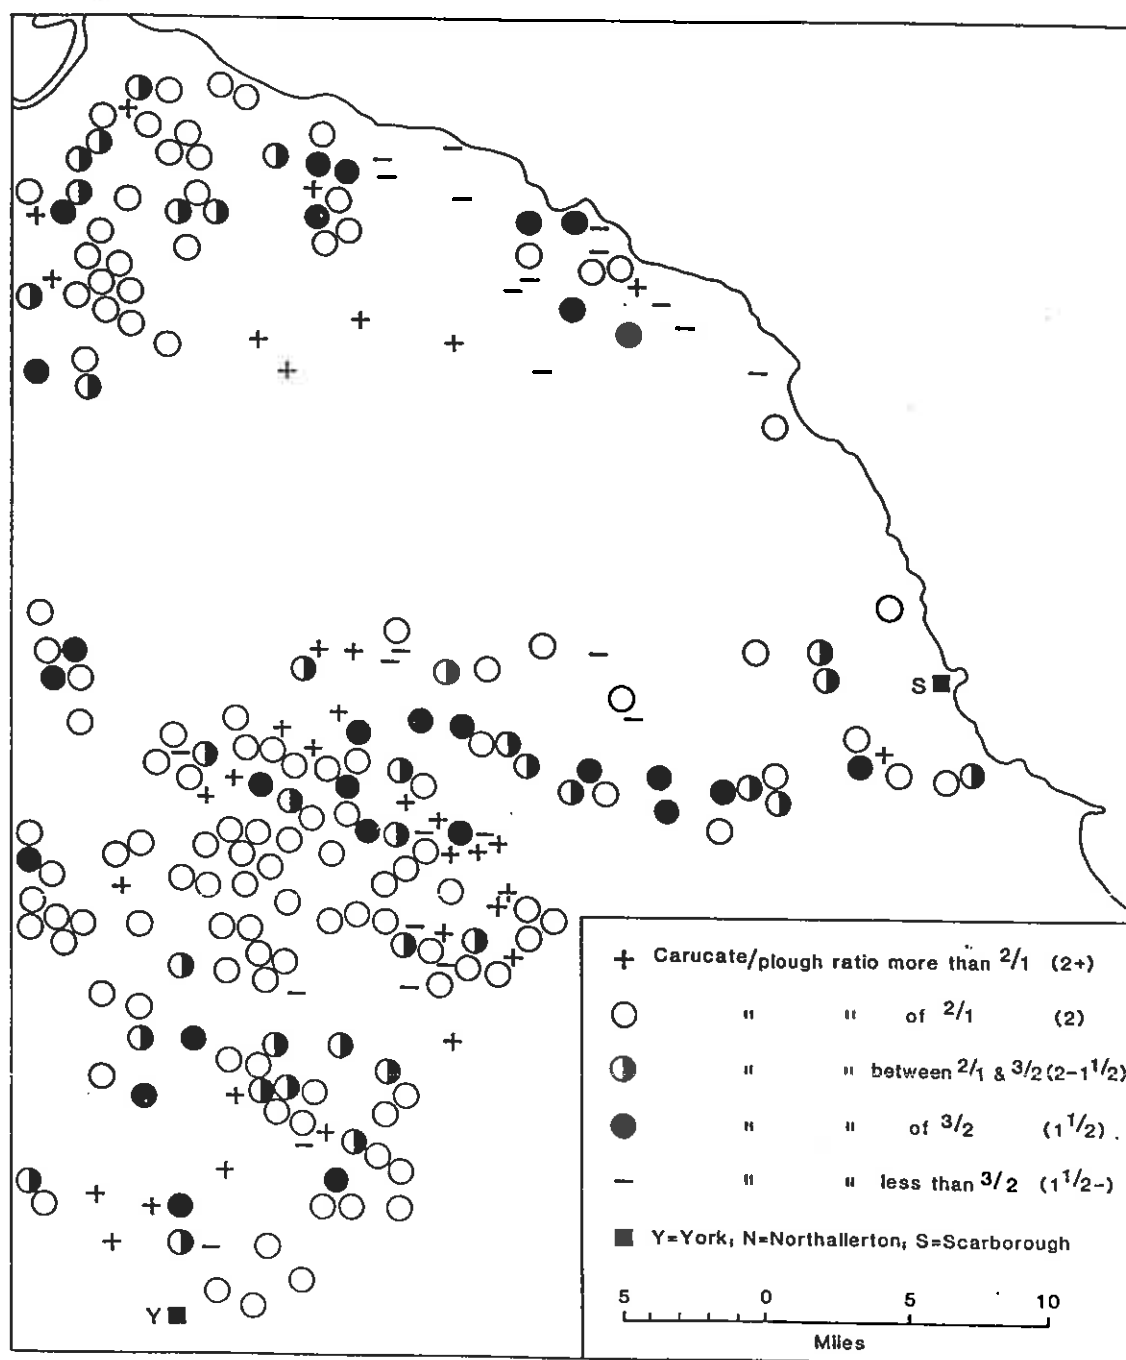 S
Y
+ Carucate/plough ratio more than 2/1 (2+)
" " of 2/1 (2)
" " between 2/1 & 3/2 (2-1 1/2)
" " of 3/2 (1 1/2) .
— " " less than 3/2 (1 1/2-)
Y=York, N=Northallerton, S=Scarborough
5 0 5 10
Miles